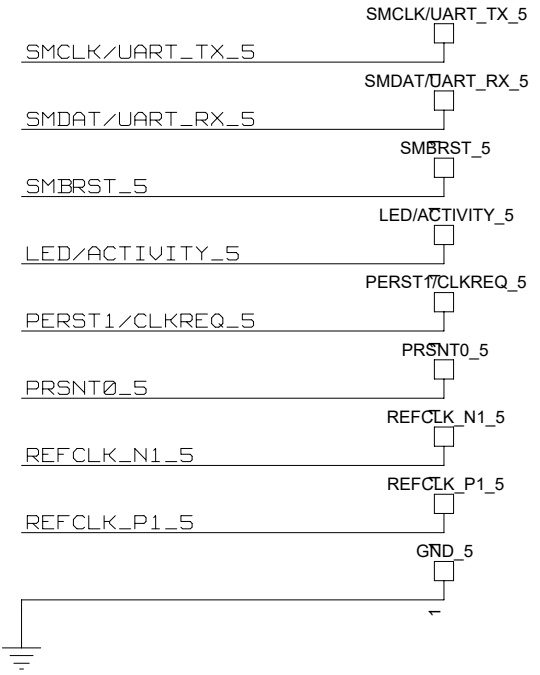 SMCLK/UART_TX_5
SMCLK/UART_TX_5
SMDAT/UART_RX_5
SMDAT/UART_RX_5
SMBRST_5
SMBRST_5
LED/ACTIVITY_5
LED/ACTIVITY_5
PERST1/CLKREQ_5
PERST1/CLKREQ_5
PRSNT0_5
PRSNT0_5
REFCLK_N1_5
REFCLK_N1_5
REFCLK_P1_5
REFCLK_P1_5
GND_5
1